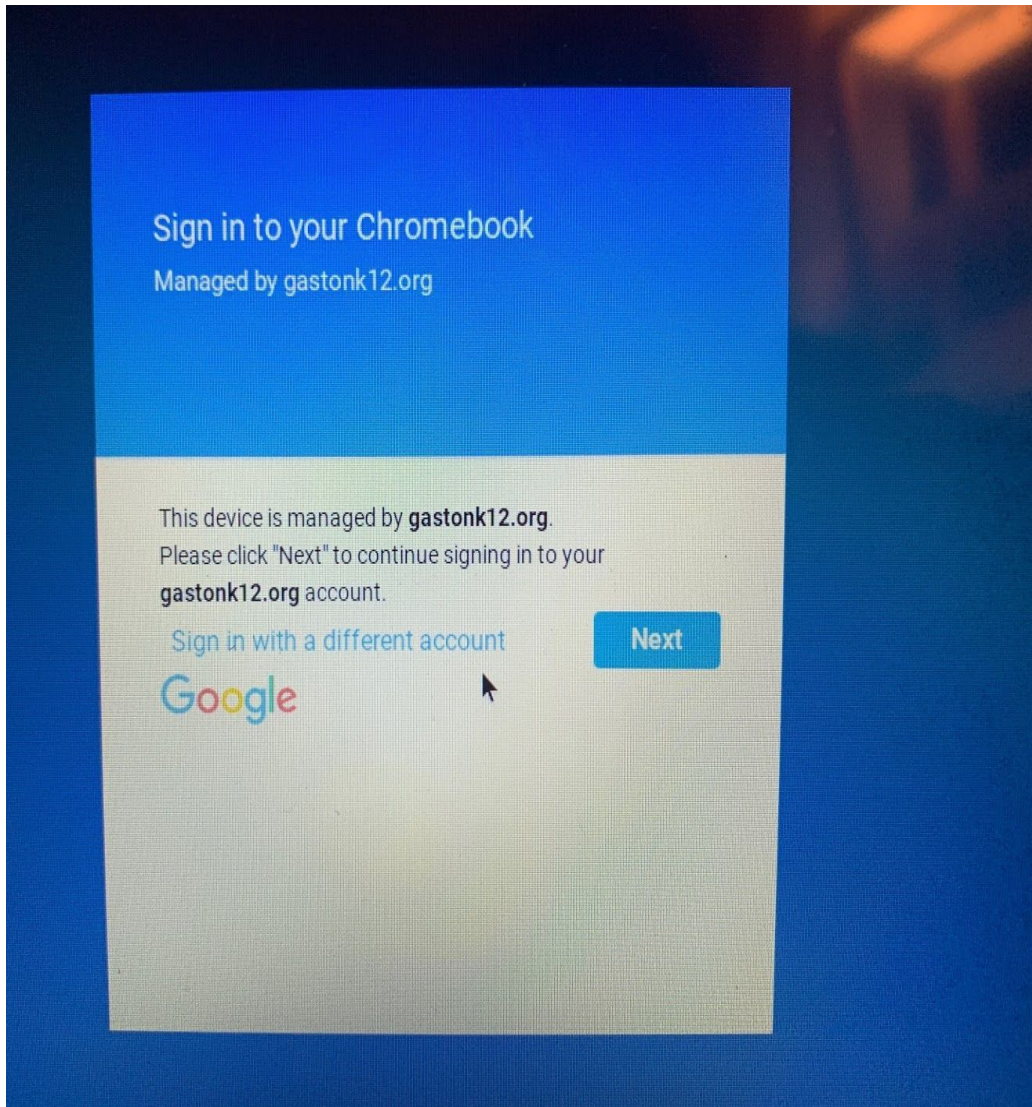 Sign in to your Chromebook
Managed by gastonk12.org
This device is managed by gastonk12.org.
Please click "Next" to continue signing in to your
gastonk12.org account.
Sign in with a different account
Next
Google